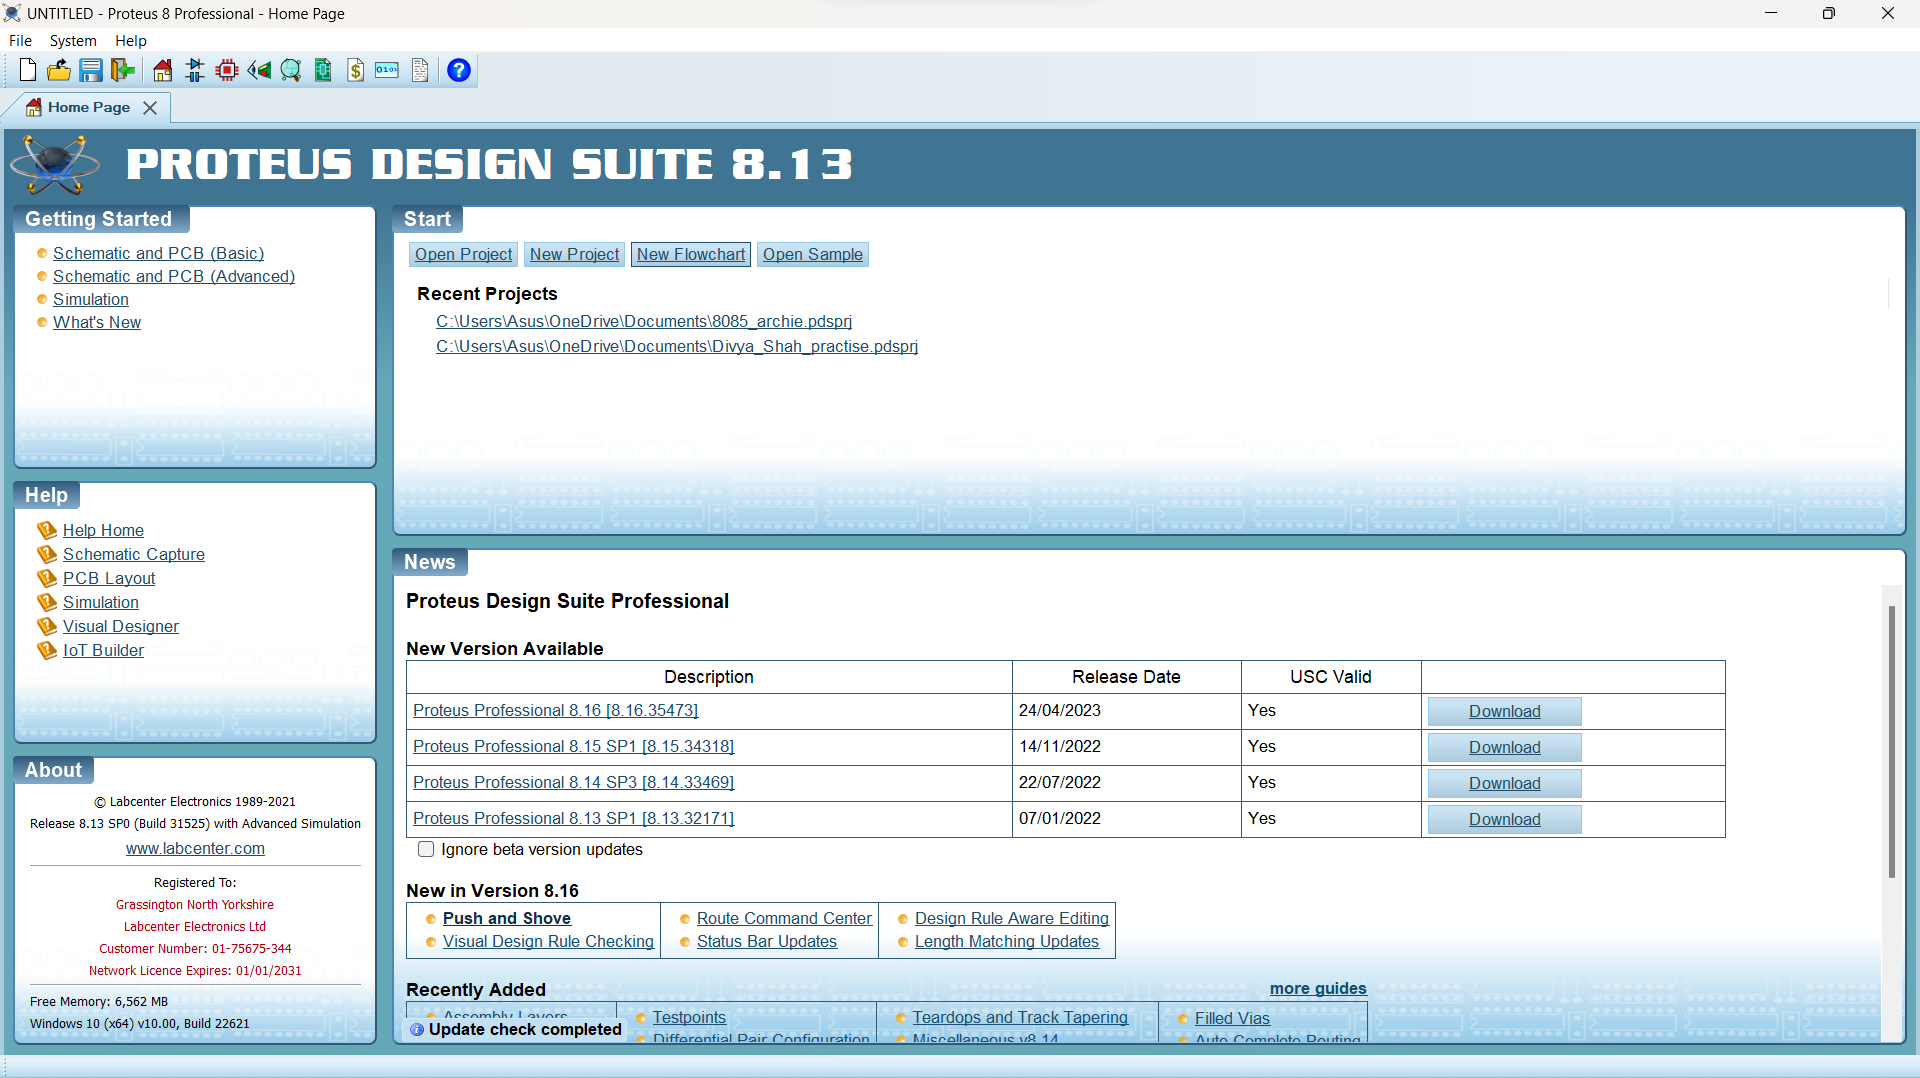 UNTITLED - Proteus 8 Professional - Home Page
File System Help
Home Page
PROTEUS DESIGN SUITE 8.13
Getting Started
Schematic and PCB (Basic)
Schematic and PCB (Advanced)
Simulation
What's New
Help
Help Home
Schematic Capture
PCB Layout
Simulation
Visual Designer
IoT Builder
About
© Labcenter Electronics 1989-2021
Release 8.13 SP0 (Build 31525) with Advanced Simulation
www.labcenter.com
Registered To:
Grassington North Yorkshire
Labcenter Electronics Ltd
Customer Number: 01-75675-344
Network Licence Expires: 01/01/2031
Free Memory: 6,562 MB
Windows 10 (x64) v10.00, Build 22621
Start
Open Project New Project New Flowchart Open Sample
Recent Projects
C:\Users\Asus\OneDrive\Documents\8085_archie.pdsprj
C:\Users\Asus\OneDrive\Documents\Divya_Shah_practise.pdsprj
News
Proteus Design Suite Professional
New Version Available
Description Release Date USC Valid
Proteus Professional 8.16 [8.16.35473] 24/04/2023 Yes Download
Proteus Professional 8.15 SP1 [8.15.34318] 14/11/2022 Yes Download
Proteus Professional 8.14 SP3 [8.14.33469] 22/07/2022 Yes Download
Proteus Professional 8.13 SP1 [8.13.32171] 07/01/2022 Yes Download
Ignore beta version updates
New in Version 8.16
Push and Shove Route Command Center Design Rule Aware Editing
Visual Design Rule Checking Status Bar Updates Length Matching Updates
Recently Added more guides
Assembly Layers Testpoints Teardops and Track Tapering Filled Vias
Update check completed Differential Pair Configuration Miscellaneous v8.14 Auto Complete Routing